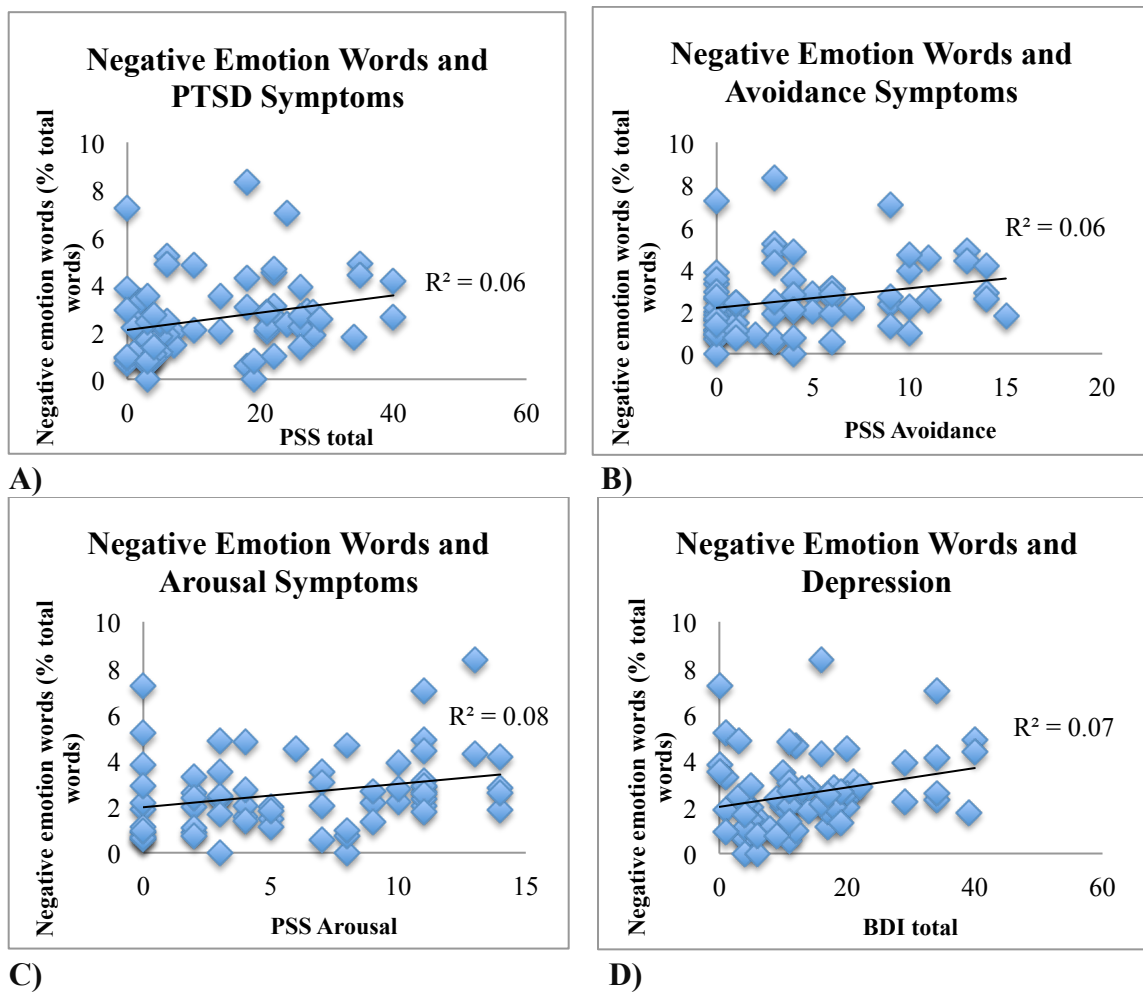 Negative Emotion Words and
PTSD Symptoms
Negative emotion words (% total
words)
10
8
6
4
2
0
R² = 0.06
0
20
40
60
PSS total
A)
Negative Emotion Words and
Avoidance Symptoms
Negative emotion words (% total
words)
10
8
6
4
2
0
R² = 0.06
0
5
10
15
20
PSS Avoidance
B)
Negative Emotion Words and
Arousal Symptoms
Negative emotion words (% total
words)
10
8
6
4
2
0
R² = 0.08
0
5
10
15
PSS Arousal
C)
Negative Emotion Words and
Depression
Negative emotion words (% total
words)
10
8
6
4
2
0
R² = 0.07
0
20
40
60
BDI total
D)